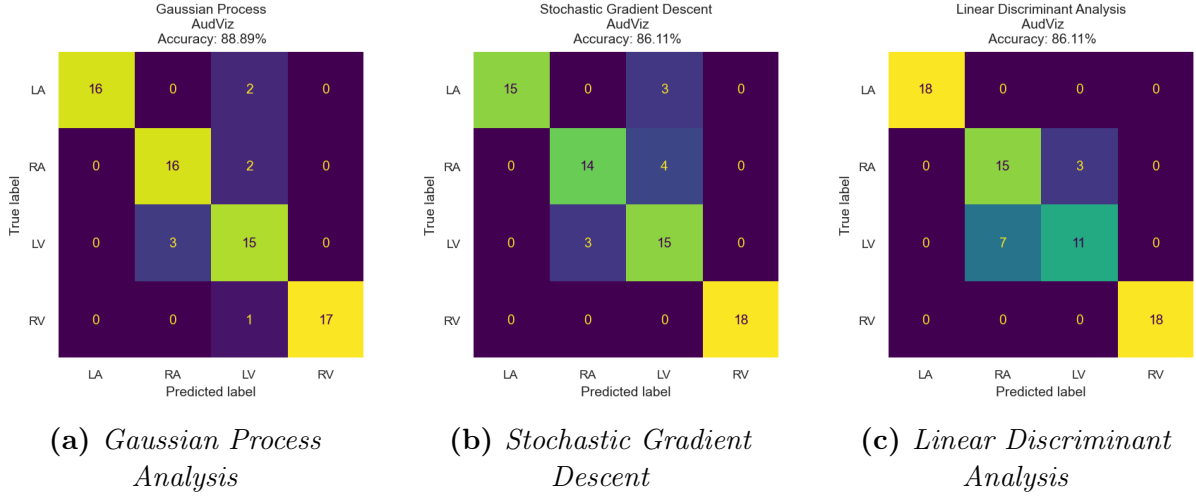 Gaussian Process
AudViz
Accuracy: 88.89%
True label
LA
16 0 2 0
RA
0 16 2 0
LV
0 3 15 0
RV
0 0 1 17
LA RA LV RV
Predicted label
(a) Gaussian Process
Analysis
Stochastic Gradient Descent
AudViz
Accuracy: 86.11%
True label
LA
15 0 3 0
RA
0 14 4 0
LV
0 3 15 0
RV
0 0 0 18
LA RA LV RV
Predicted label
(b) Stochastic Gradient
Descent
Linear Discriminant Analysis
AudViz
Accuracy: 86.11%
True label
LA
18 0 0 0
RA
0 15 3 0
LV
0 7 11 0
RV
0 0 0 18
LA RA LV RV
Predicted label
(c) Linear Discriminant
Analysis